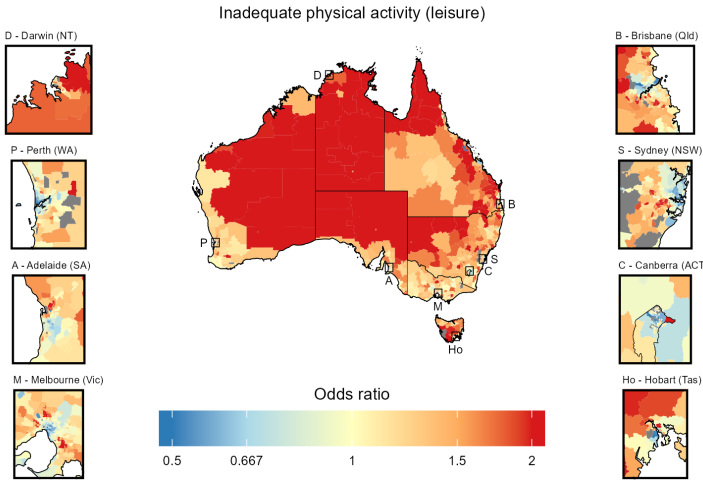 Inadequate physical activity (leisure)
D - Darwin (NT)
B - Brisbane (Qld)
D
P - Perth (WA)
S - Sydney (NSW)
B
P
S
A
C
A - Adelaide (SA)
C - Canberra (ACT
M
Ho
M - Melbourne (Vic)
Ho - Hobart (Tas)
Odds ratio
0.5 0.667 1 1.5 2